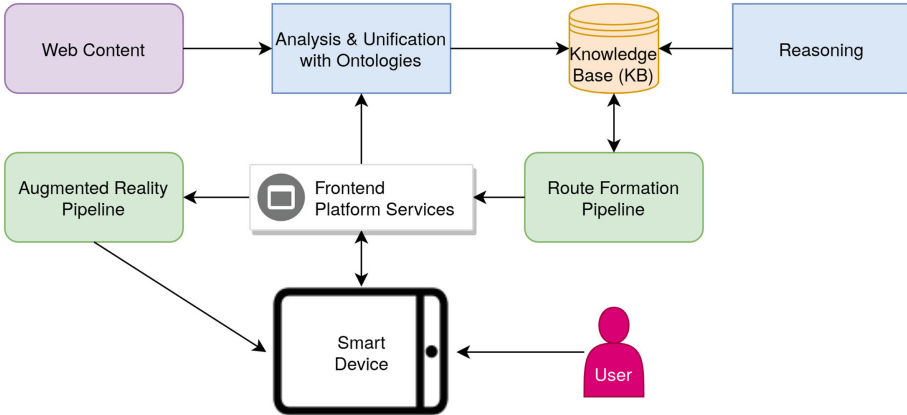 Web Content
Analysis & Unification
with Ontologies
Knowledge
Base (KB)
Reasoning
Augmented Reality
Pipeline
Frontend
Platform Services
Route Formation
Pipeline
Smart
Device
User